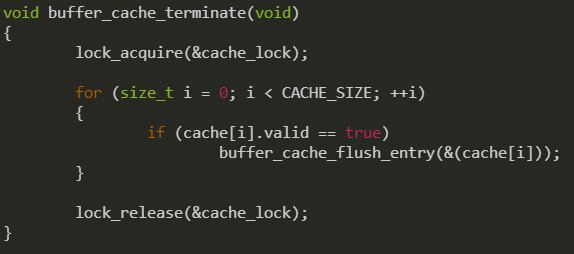 void buffer_cache_terminate(void)
{
        lock_acquire(&cache_lock);

        for (size_t i = 0; i < CACHE_SIZE; ++i)
        {
                if (cache[i].valid == true)
                        buffer_cache_flush_entry(&(cache[i]));
        }

        lock_release(&cache_lock);
}